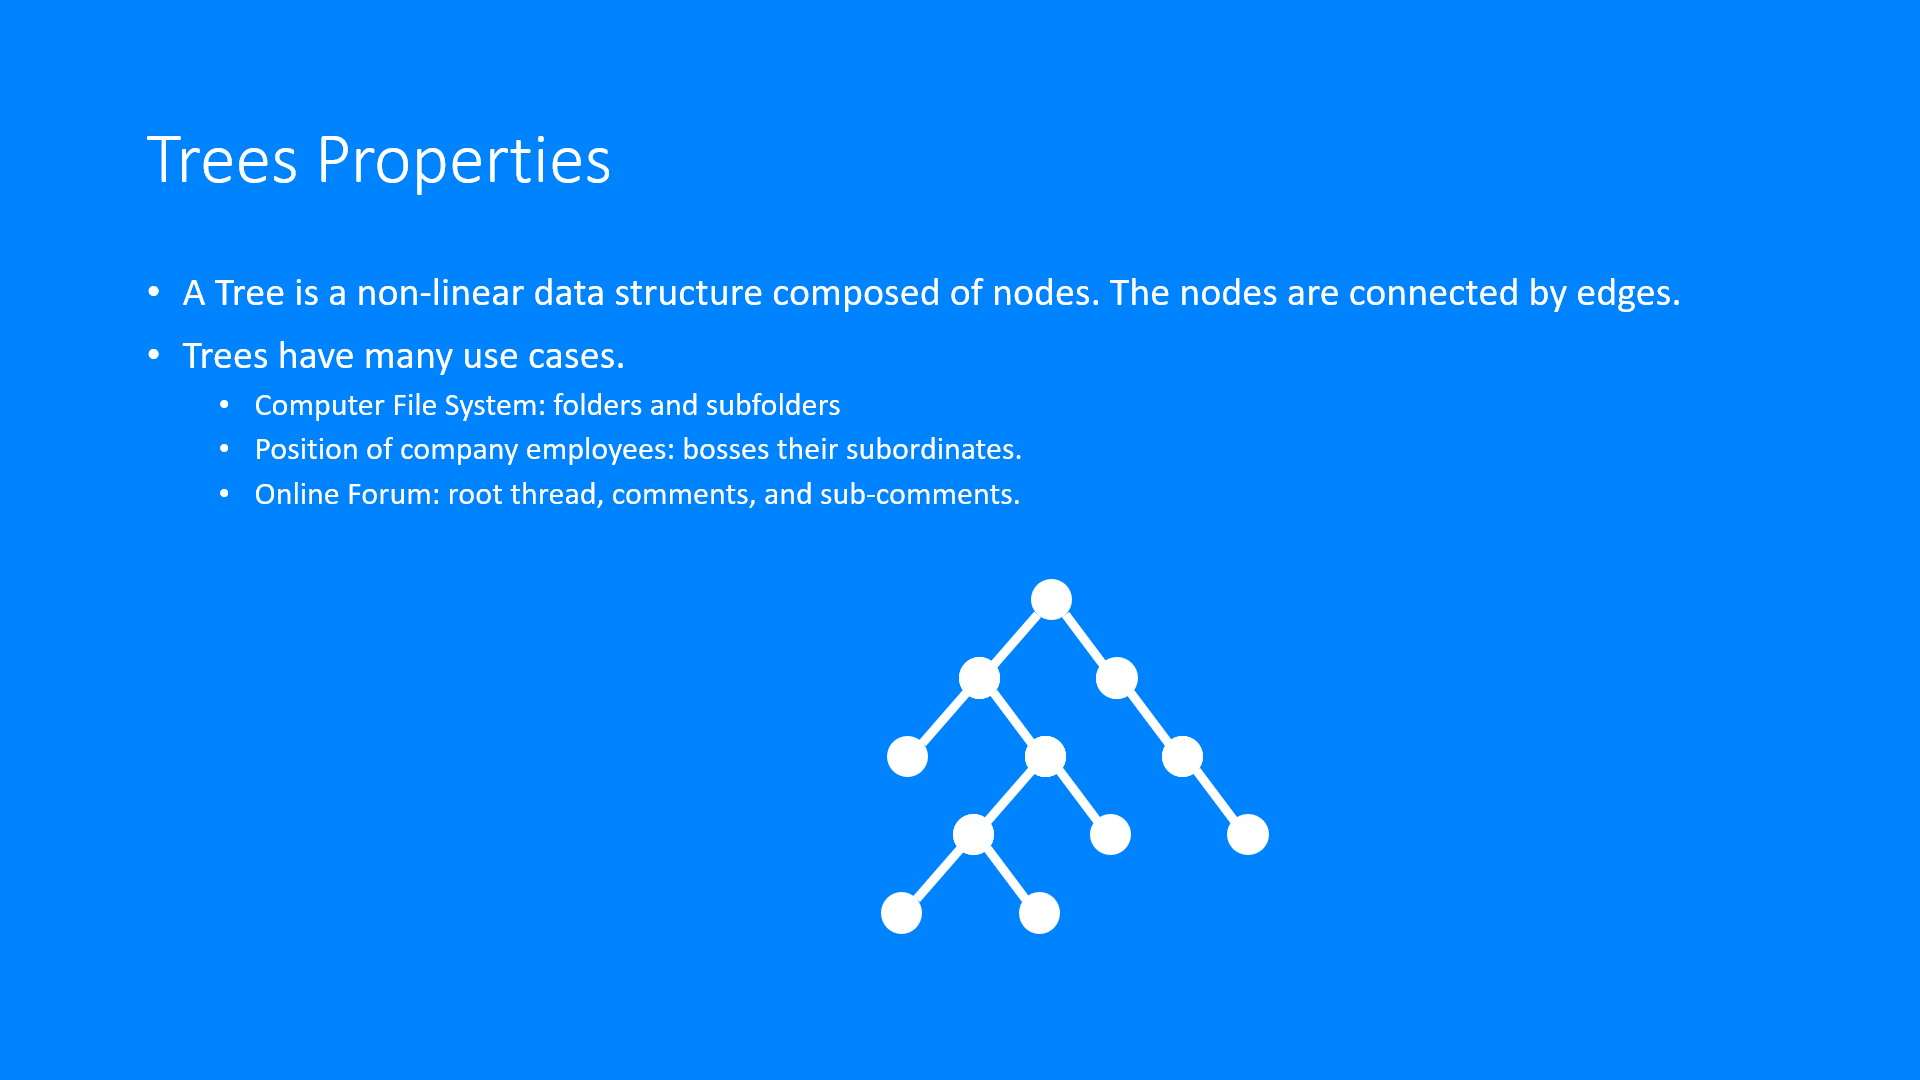 Trees Properties
• A Tree is a non-linear data structure composed of nodes. The nodes are connected by edges.
• Trees have many use cases.
• Computer File System: folders and subfolders
• Position of company employees: bosses their subordinates.
• Online Forum: root thread, comments, and sub-comments.